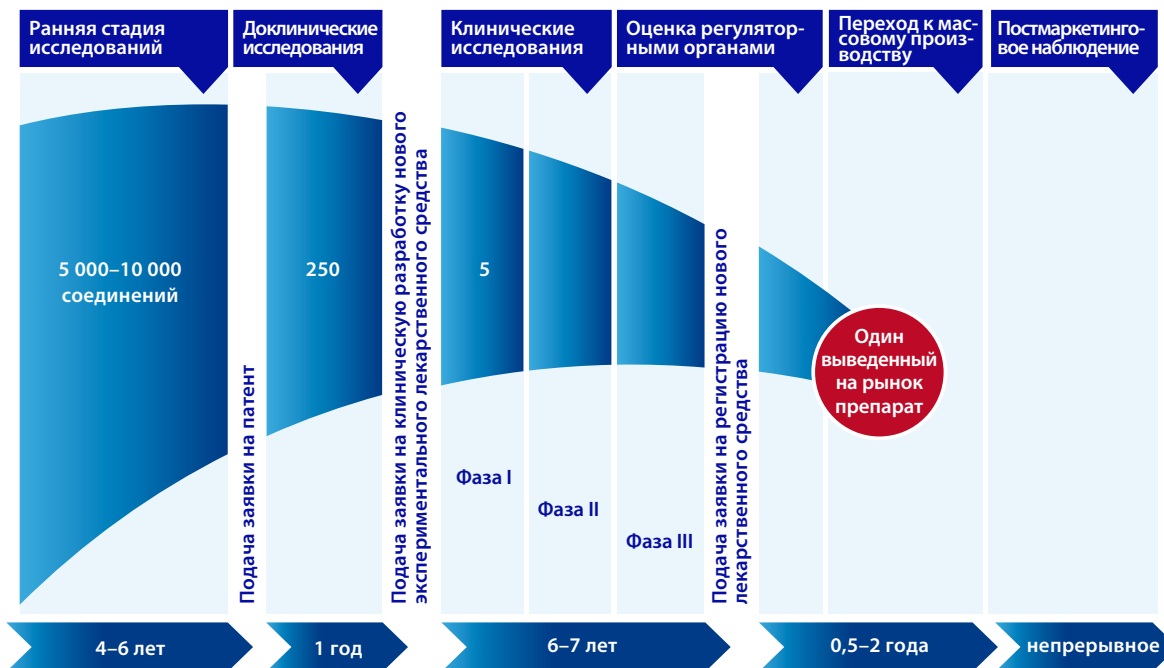 Ранняя стадия
исследований
Доклинические
исследования
Клинические
исследования
Оценка регулятор-
ными органами
Переход к мас-
совому произ-
водству
Постмаркетинго-
вое наблюдение
5 000–10 000
соединений
Подача заявки на патент
250
Подача заявки на клиническую разработку нового
экспериментального лекарственного средства
5
Фаза I
Фаза II
Фаза III
Подача заявки на регистрацию нового
лекарственного средства
Один
выведенный
на рынок
препарат
4–6 лет
1 год
6–7 лет
0,5–2 года
непрерывное